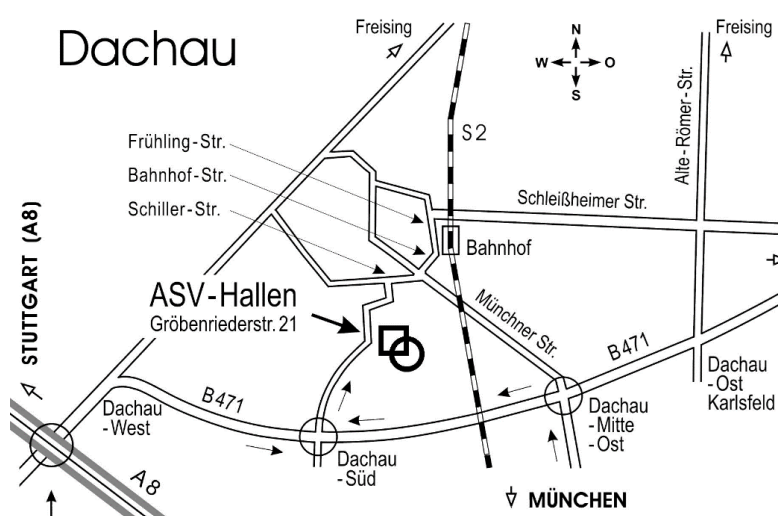 Dachau
Freising
Freising
N
W
O
S
S2
Frühling-Str.
Bahnhof-Str.
Schiller-Str.
Alte-Römer-Str.
Schleißheimer Str.
Bahnhof
STUTTGART (A8)
ASV-Hallen
Gröbenriederstr. 21
Münchner Str.
B471
B471
Dachau
-West
Dachau
-Süd
Dachau
-Mitte
-Ost
Dachau
-Ost
Karlsfeld
A8
MÜNCHEN